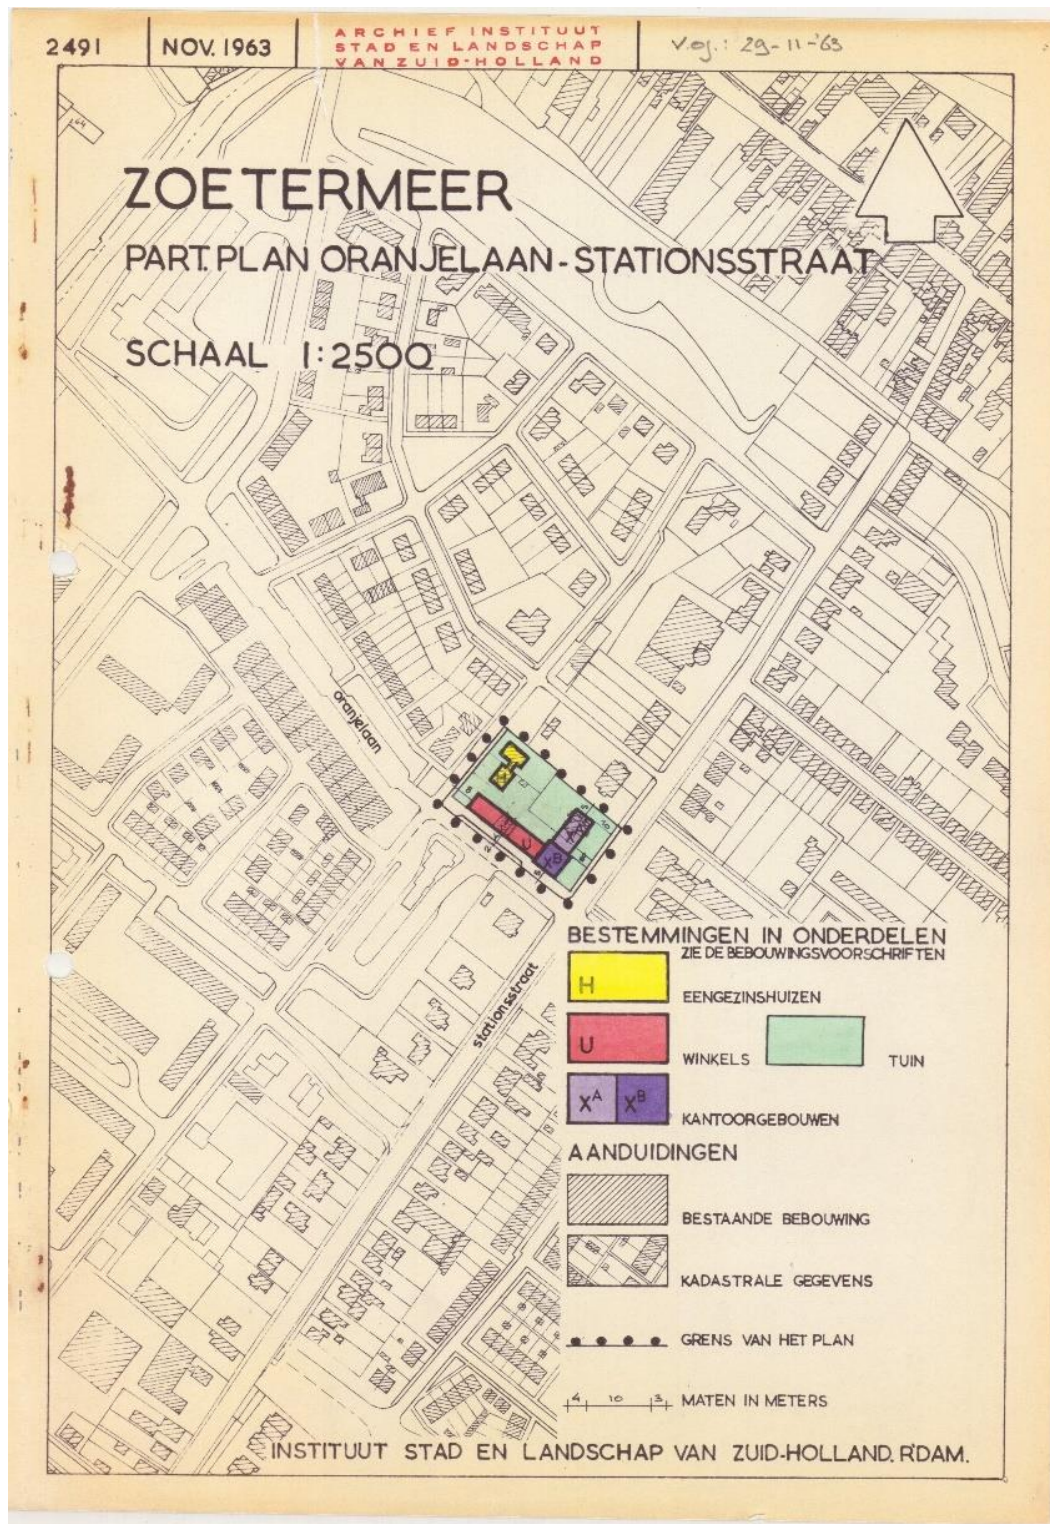 2491
NOV. 1963
ARCHIEF INSTITUUT
STAD EN LANDSCHAP
VAN ZUID-HOLLAND
29-11-'63
ZOETERMEER
PART. PLAN ORANJELAAN-STATIONSSTRAAT
SCHAAL 1:2500
oranjelaan
U
XB
stationsstraat
BESTEMMINGEN IN ONDERDELEN
ZIE DE BEBOUWINGSVOORSCHRIFTEN
H
EENGEZINSHUIZEN
U
WINKELS
TUIN
XA XB
KANTOORGEBOUWEN
AANDUIDINGEN
BESTAANDE BEBOUWING
KADASTRALE GEGEVENS
GRENS VAN HET PLAN
4 10 3 MATEN IN METERS
INSTITUUT STAD EN LANDSCHAP VAN ZUID-HOLLAND. R'DAM.